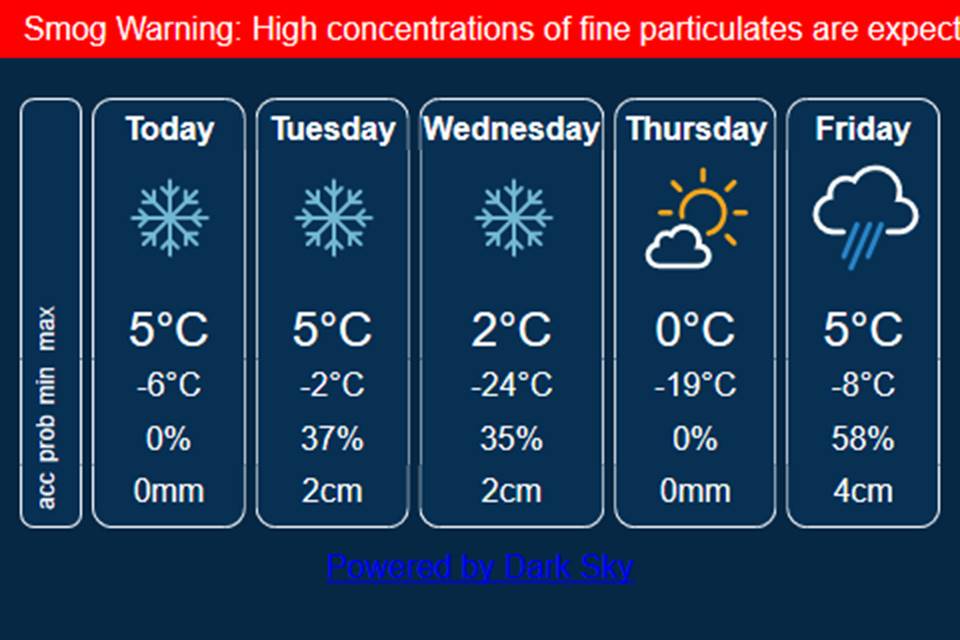 Smog Warning: High concentrations of fine particulates are expect
Today Tuesday Wednesday Thursday Friday
max 5°C 5°C 2°C 0°C 5°C
min -6°C -2°C -24°C -19°C -8°C
prob 0% 37% 35% 0% 58%
acc 0mm 2cm 2cm 0mm 4cm
Powered by Dark Sky